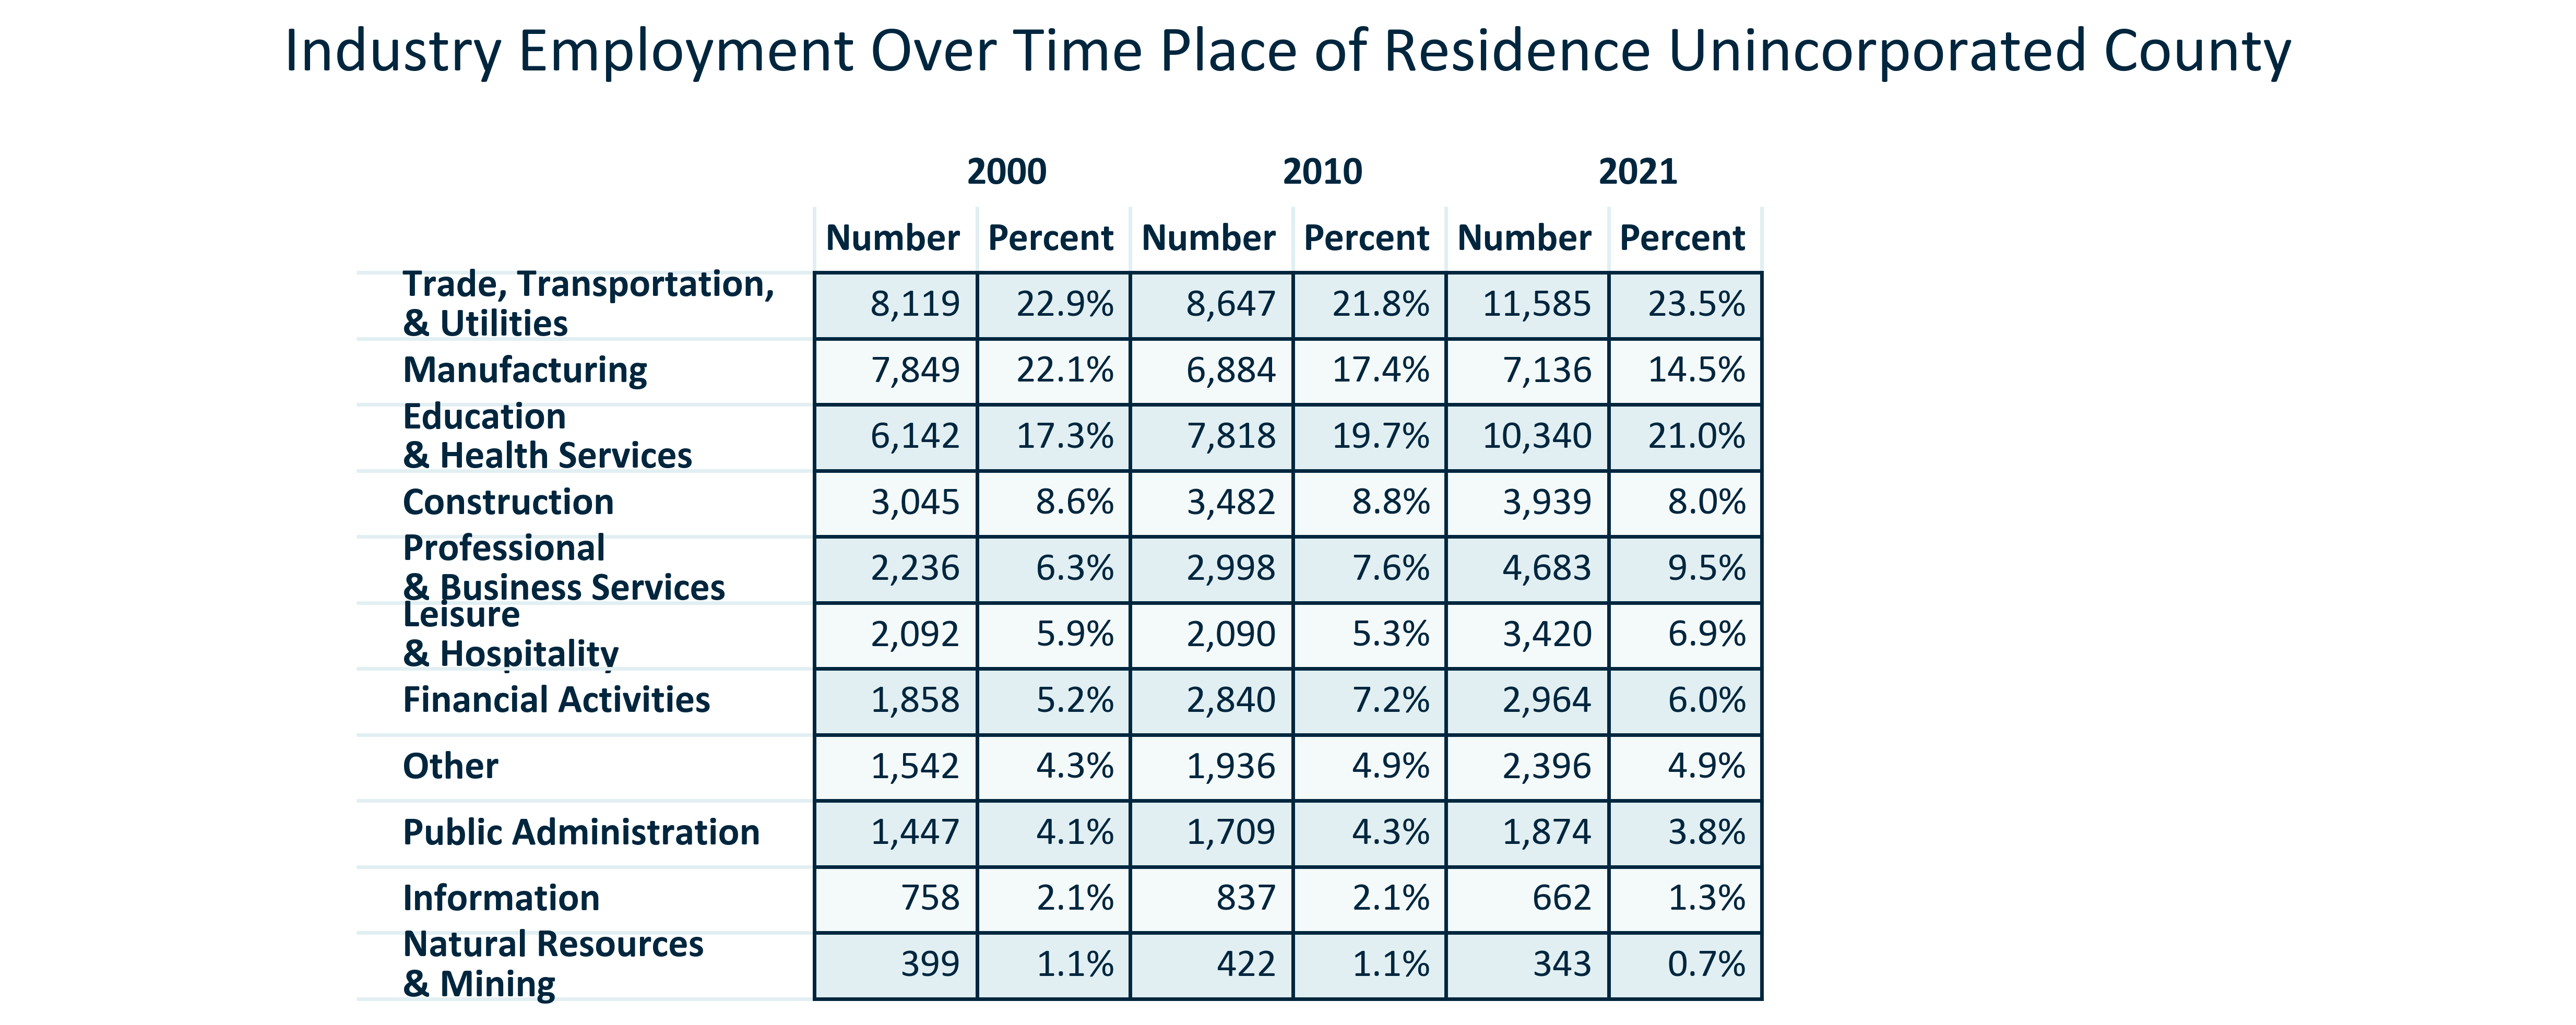 Industry Employment Over Time Place of Residence Unincorporated County
2000 2010 2021
Number Percent Number Percent Number Percent
Trade, Transportation,
& Utilities 8,119 22.9% 8,647 21.8% 11,585 23.5%
Manufacturing 7,849 22.1% 6,884 17.4% 7,136 14.5%
Education
& Health Services 6,142 17.3% 7,818 19.7% 10,340 21.0%
Construction 3,045 8.6% 3,482 8.8% 3,939 8.0%
Professional
& Business Services 2,236 6.3% 2,998 7.6% 4,683 9.5%
Leisure
& Hospitality 2,092 5.9% 2,090 5.3% 3,420 6.9%
Financial Activities 1,858 5.2% 2,840 7.2% 2,964 6.0%
Other 1,542 4.3% 1,936 4.9% 2,396 4.9%
Public Administration 1,447 4.1% 1,709 4.3% 1,874 3.8%
Information 758 2.1% 837 2.1% 662 1.3%
Natural Resources
& Mining 399 1.1% 422 1.1% 343 0.7%